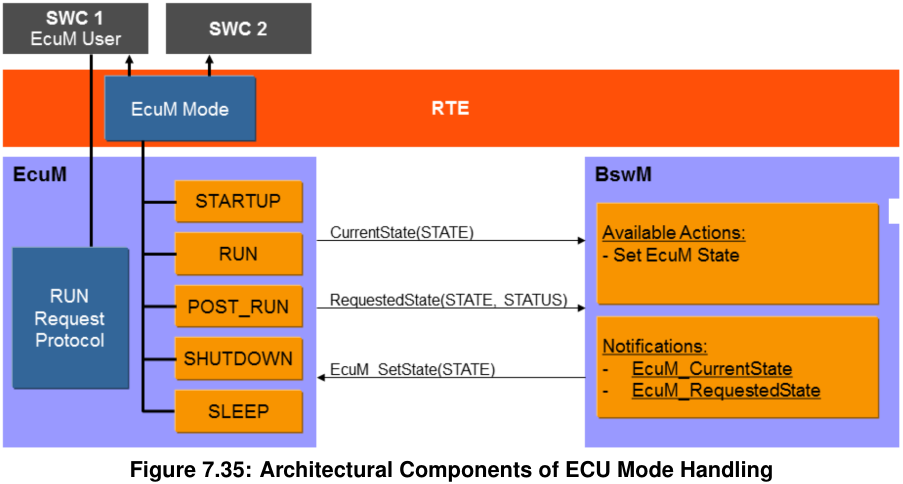 SWC 1
EcuM User
SWC 2
EcuM Mode
RTE
EcuM
STARTUP
RUN
POST_RUN
SHUTDOWN
SLEEP
RUN
Request
Protocol
CurrentState(STATE)
RequestedState(STATE, STATUS)
EcuM_SetState(STATE)
BswM
Available Actions:
- Set EcuM State
Notifications:
- EcuM_CurrentState
- EcuM_RequestedState
Figure 7.35: Architectural Components of ECU Mode Handling